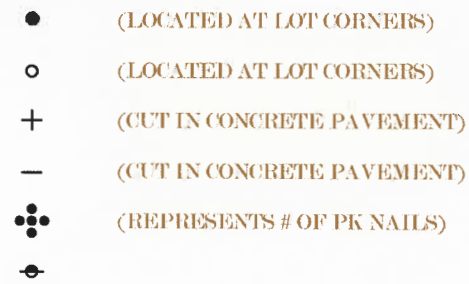 (LOCATED AT LOT CORNERS)
(LOCATED AT LOT CORNERS)
(CUT IN CONCRETE PAVEMENT)
(CUT IN CONCRETE PAVEMENT)
(REPRESENTS # OF PK NAILS)